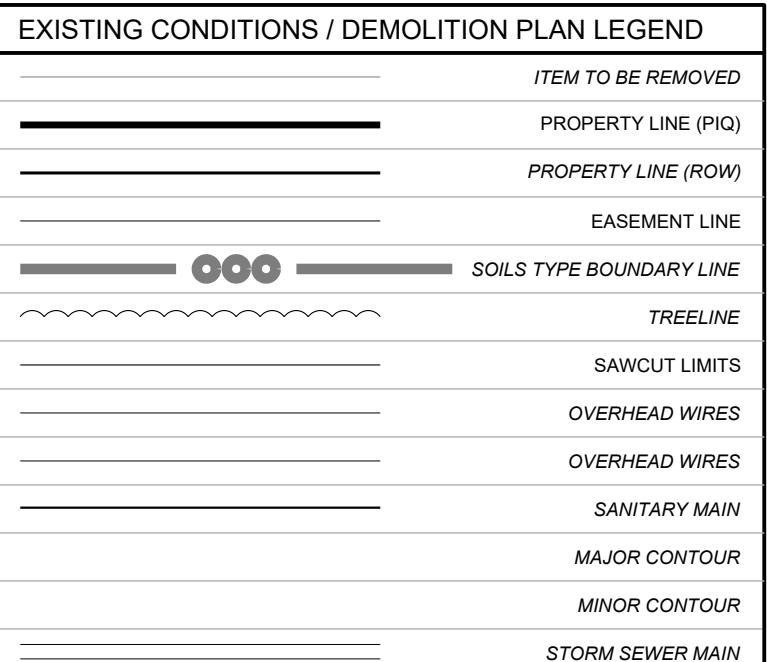 EXISTING CONDITIONS / DEMOLITION PLAN LEGEND
ITEM TO BE REMOVED
PROPERTY LINE (PIQ)
PROPERTY LINE (ROW)
EASEMENT LINE
SOILS TYPE BOUNDARY LINE
TREELINE
SAWCUT LIMITS
OVERHEAD WIRES
OVERHEAD WIRES
SANITARY MAIN
MAJOR CONTOUR
MINOR CONTOUR
STORM SEWER MAIN